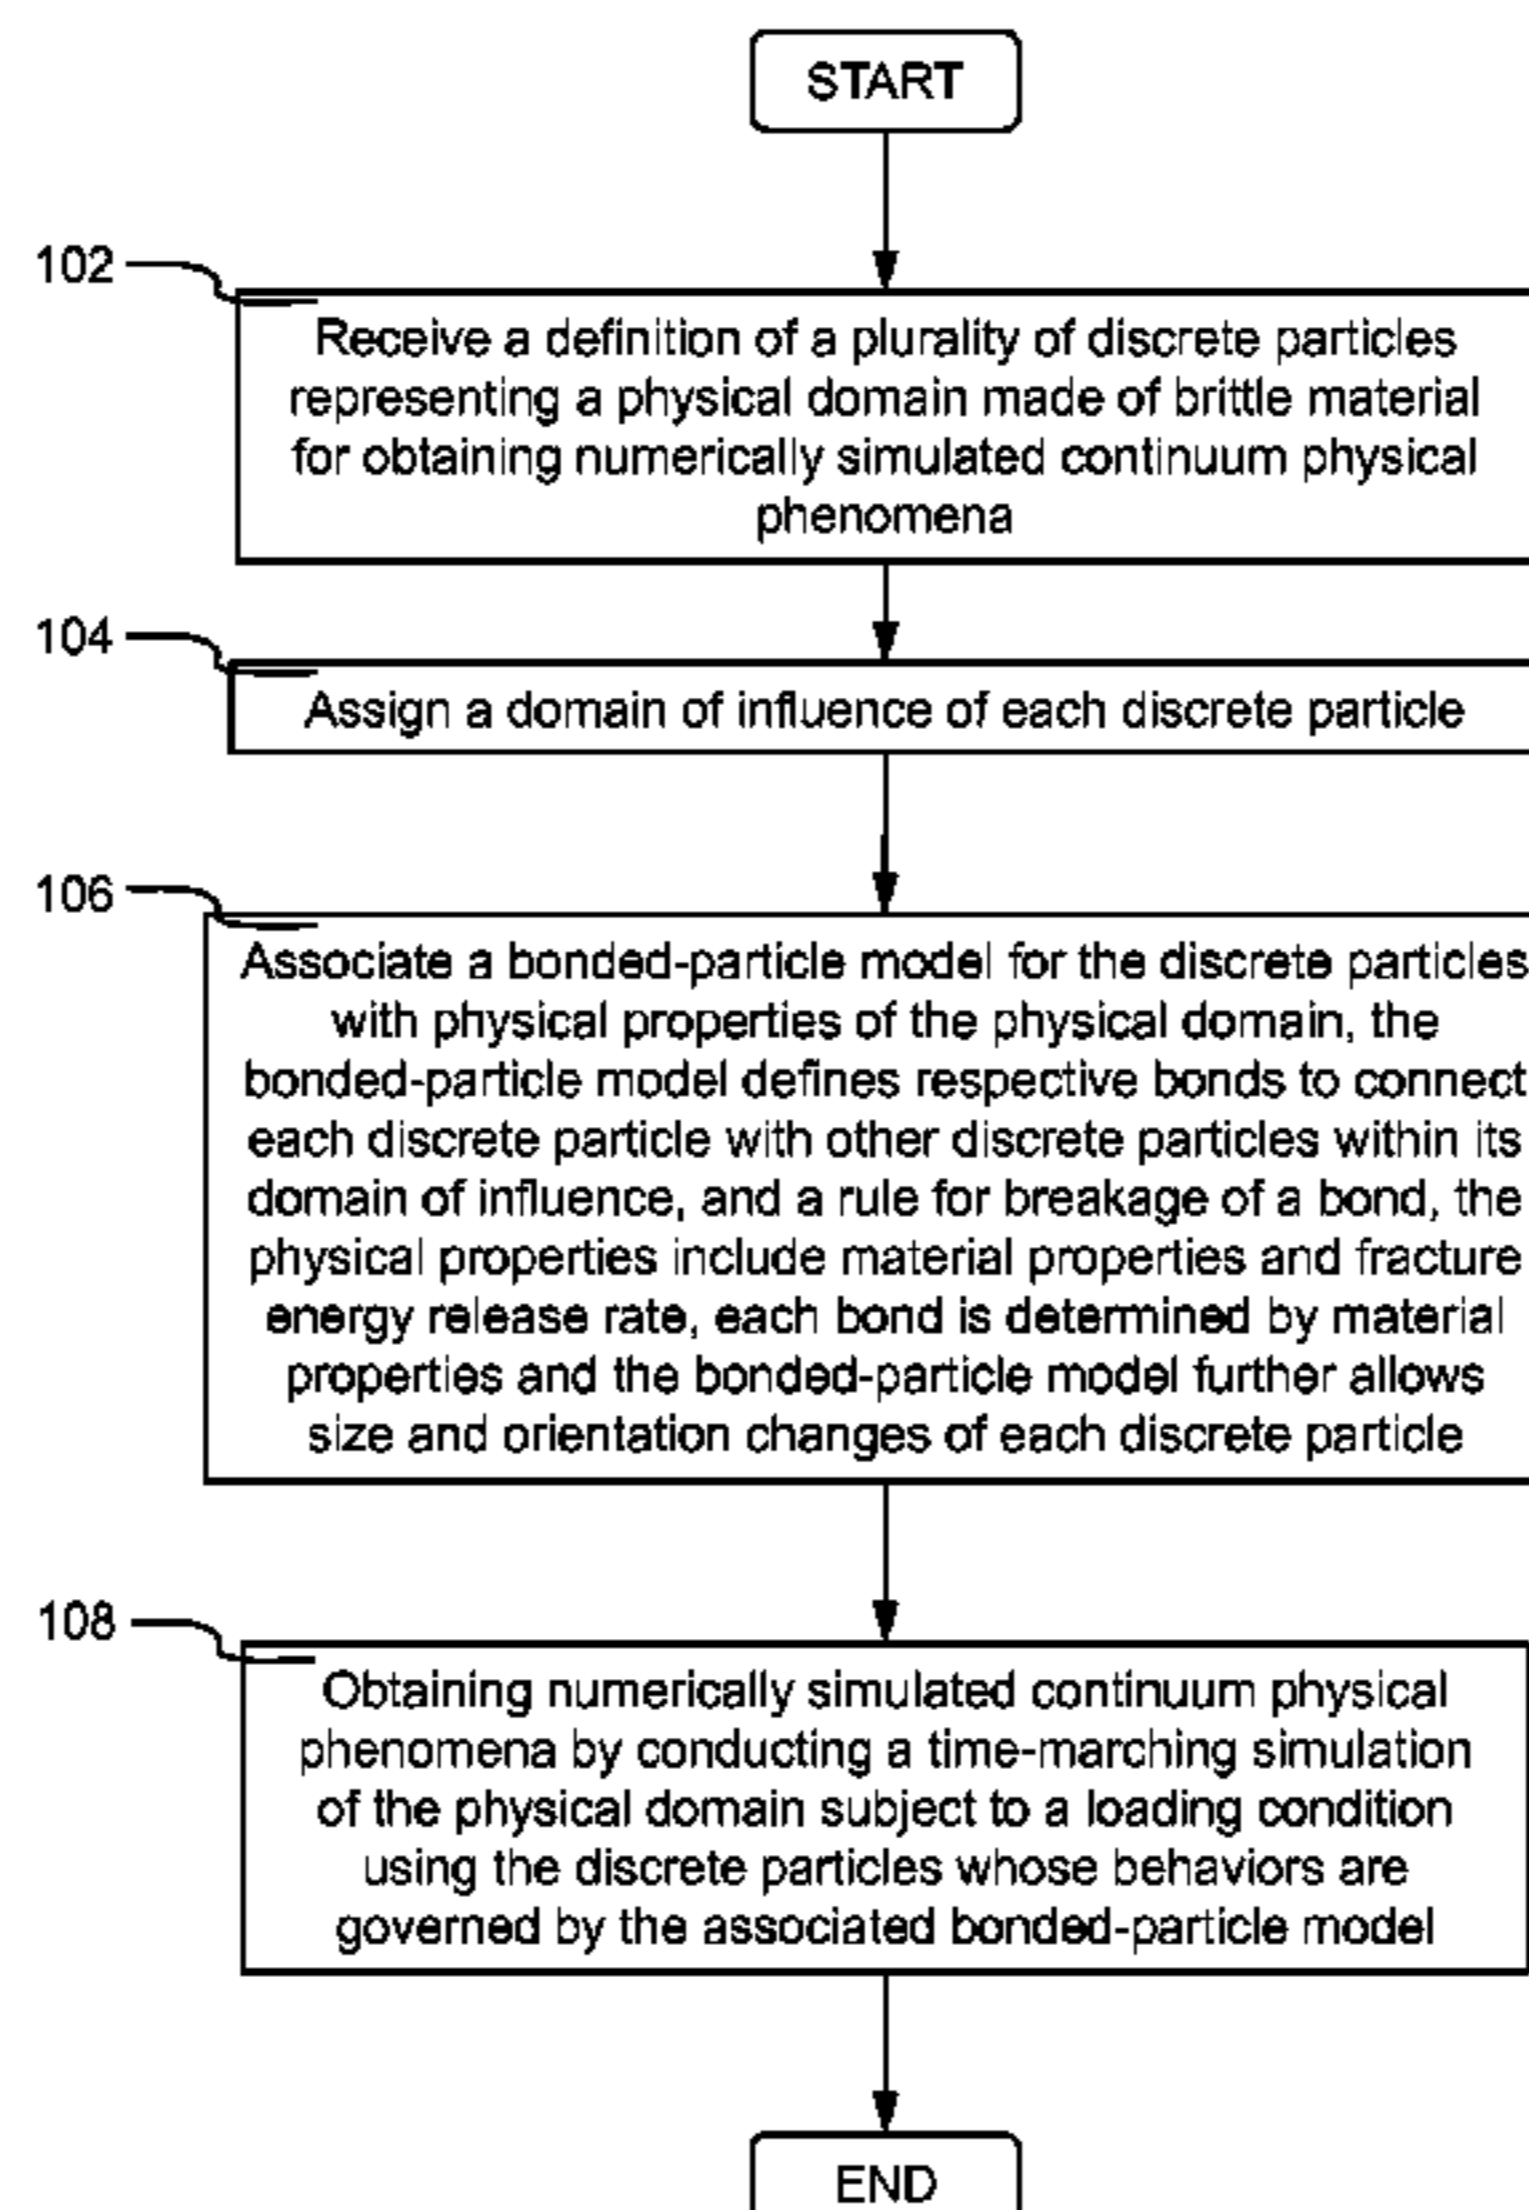 START
102
Receive a definition of a plurality of discrete particles
representing a physical domain made of brittle material
for obtaining numerically simulated continuum physical
phenomena
104
Assign a domain of influence of each discrete particle
106
Associate a bonded-particle model for the discrete particles
with physical properties of the physical domain, the
bonded-particle model defines respective bonds to connect
each discrete particle with other discrete particles within its
domain of influence, and a rule for breakage of a bond, the
physical properties include material properties and fracture
energy release rate, each bond is determined by material
properties and the bonded-particle model further allows
size and orientation changes of each discrete particle
108
Obtaining numerically simulated continuum physical
phenomena by conducting a time-marching simulation
of the physical domain subject to a loading condition
using the discrete particles whose behaviors are
governed by the associated bonded-particle model
END